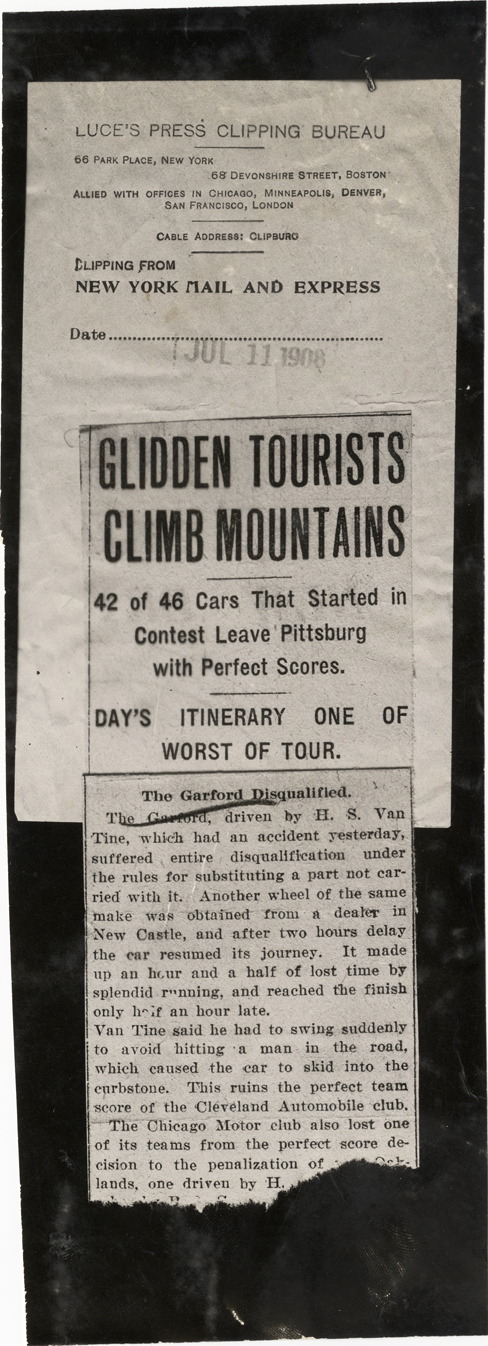 LUCE'S PRESS CLIPPING BUREAU
66 PARK PLACE, NEW YORK
68 DEVONSHIRE STREET, BOSTON
ALLIED WITH OFFICES IN CHICAGO, MINNEAPOLIS, DENVER,
SAN FRANCISCO, LONDON
CABLE ADDRESS: CLIPBURO
CLIPPING FROM
NEW YORK MAIL AND EXPRESS
Date
JUL 11 1908
GLIDDEN TOURISTS
CLIMB MOUNTAINS
42 of 46 Cars That Started in
Contest Leave Pittsburg
with Perfect Scores.
DAY'S ITINERARY ONE OF
WORST OF TOUR.
The Garford Disqualified.
The Garford, driven by H. S. Van
Tine, which had an accident yesterday,
suffered entire disqualification under
the rules for substituting a part not car-
ried with it. Another wheel of the same
make was obtained from a dealer in
New Castle, and after two hours delay
the car resumed its journey. It made
up an hour and a half of lost time by
splendid running, and reached the finish
only half an hour late.
Van Tine said he had to swing suddenly
to avoid hitting a man in the road,
which caused the car to skid into the
curbstone. This ruins the perfect team
score of the Cleveland Automobile club.
The Chicago Motor club also lost one
of its teams from the perfect score de-
cision to the penalization of Oak-
lands, one driven by H.